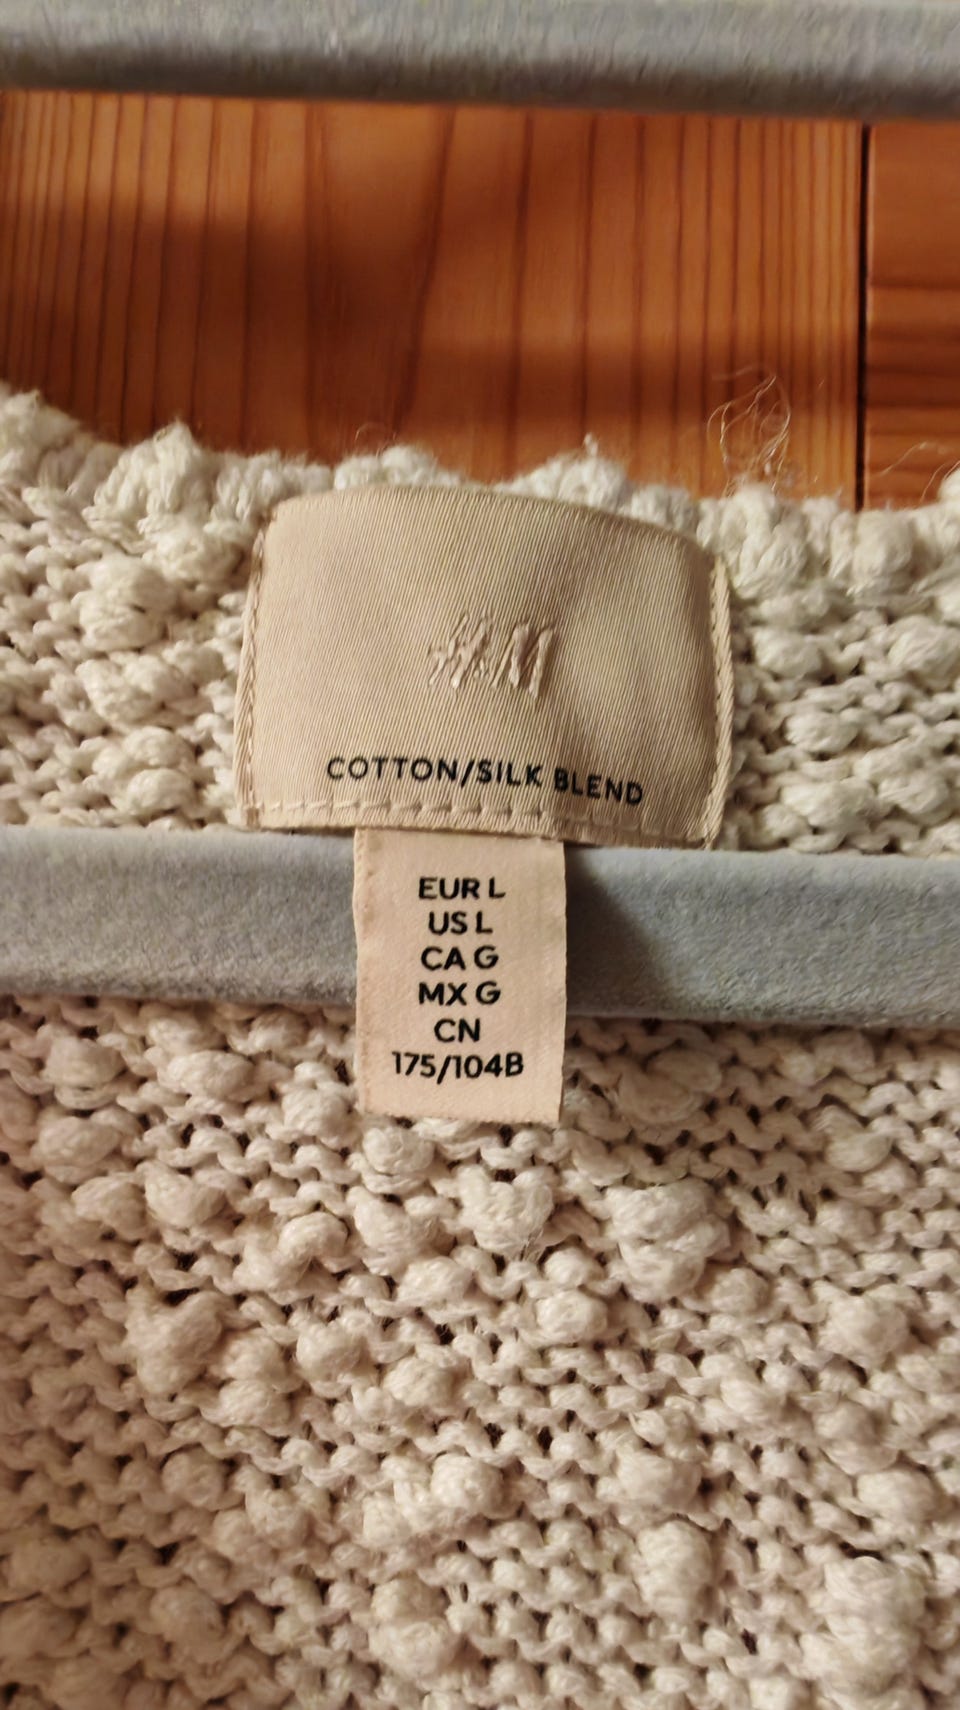 H&M
COTTON/SILK BLEND
EUR L
US L
CA G
MX G
CN
175/104B